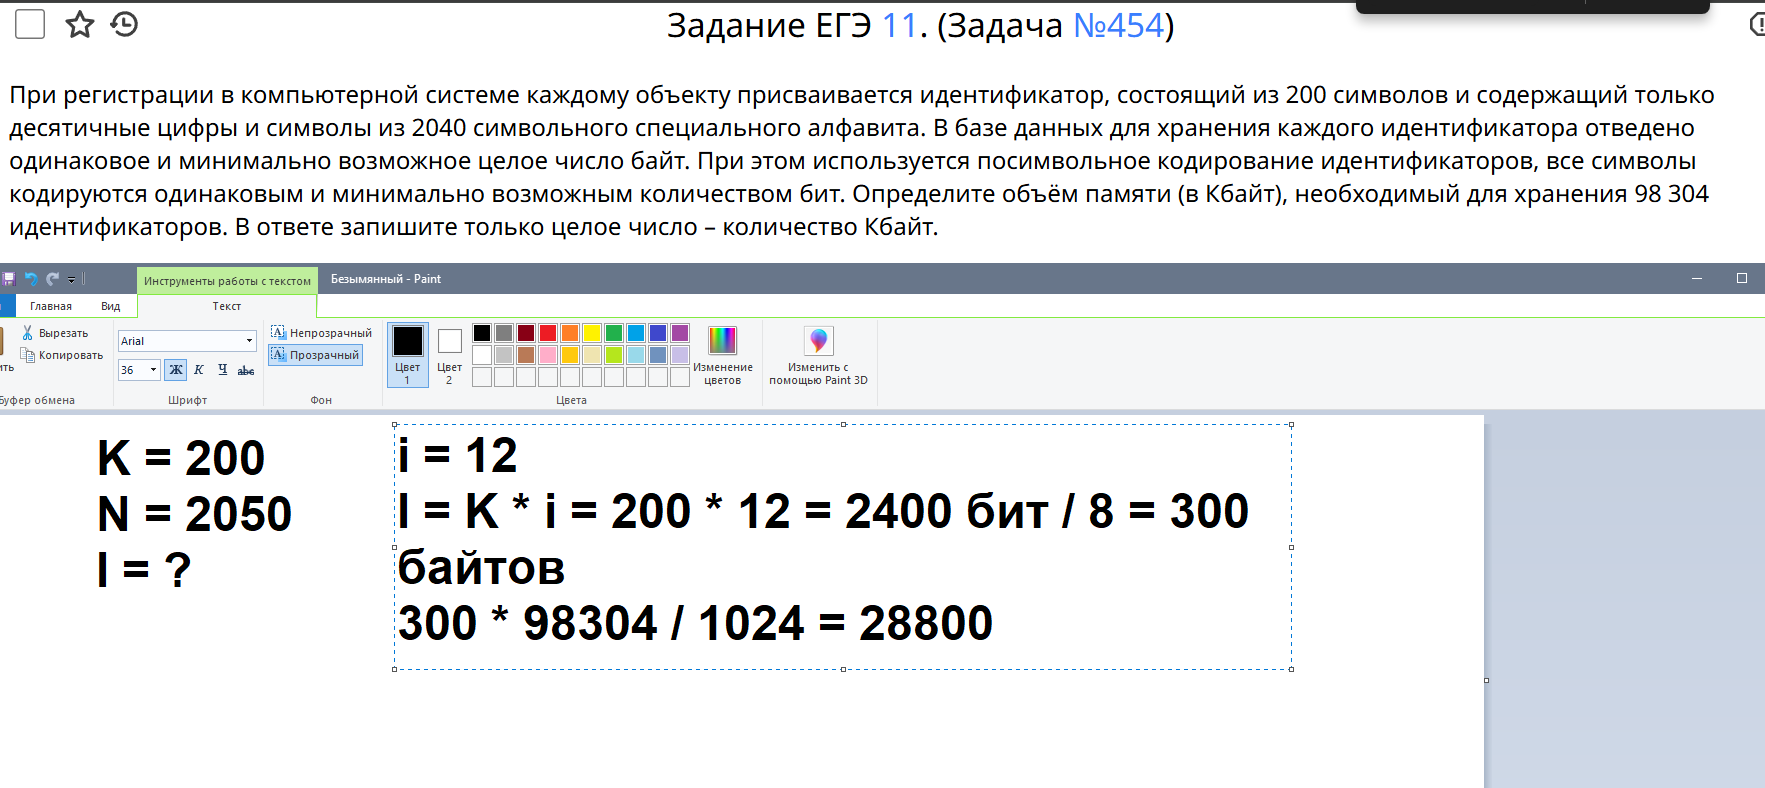 Задание ЕГЭ 11. (Задача №454)
При регистрации в компьютерной системе каждому объекту присваивается идентификатор, состоящий из 200 символов и содержащий только
десятичные цифры и символы из 2040 символьного специального алфавита. В базе данных для хранения каждого идентификатора отведено
одинаковое и минимально возможное целое число байт. При этом используется посимвольное кодирование идентификаторов, все символы
кодируются одинаковым и минимально возможным количеством бит. Определите объём памяти (в Кбайт), необходимый для хранения 98 304
идентификаторов. В ответе запишите только целое число – количество Кбайт.
Инструменты работы с текстом
Безымянный - Paint
Главная
Вид
Текст
Вырезать
Копировать
ить
Буфер обмена
Arial
36
Ж К Ч abc
Шрифт
Непрозрачный
Прозрачный
Фон
Цвет
1
Цвет
2
Изменение
цветов
Цвета
Изменить с
помощью Paint 3D
K = 200
N = 2050
I = ?
i = 12
I = K * i = 200 * 12 = 2400 бит / 8 = 300
байтов
300 * 98304 / 1024 = 28800